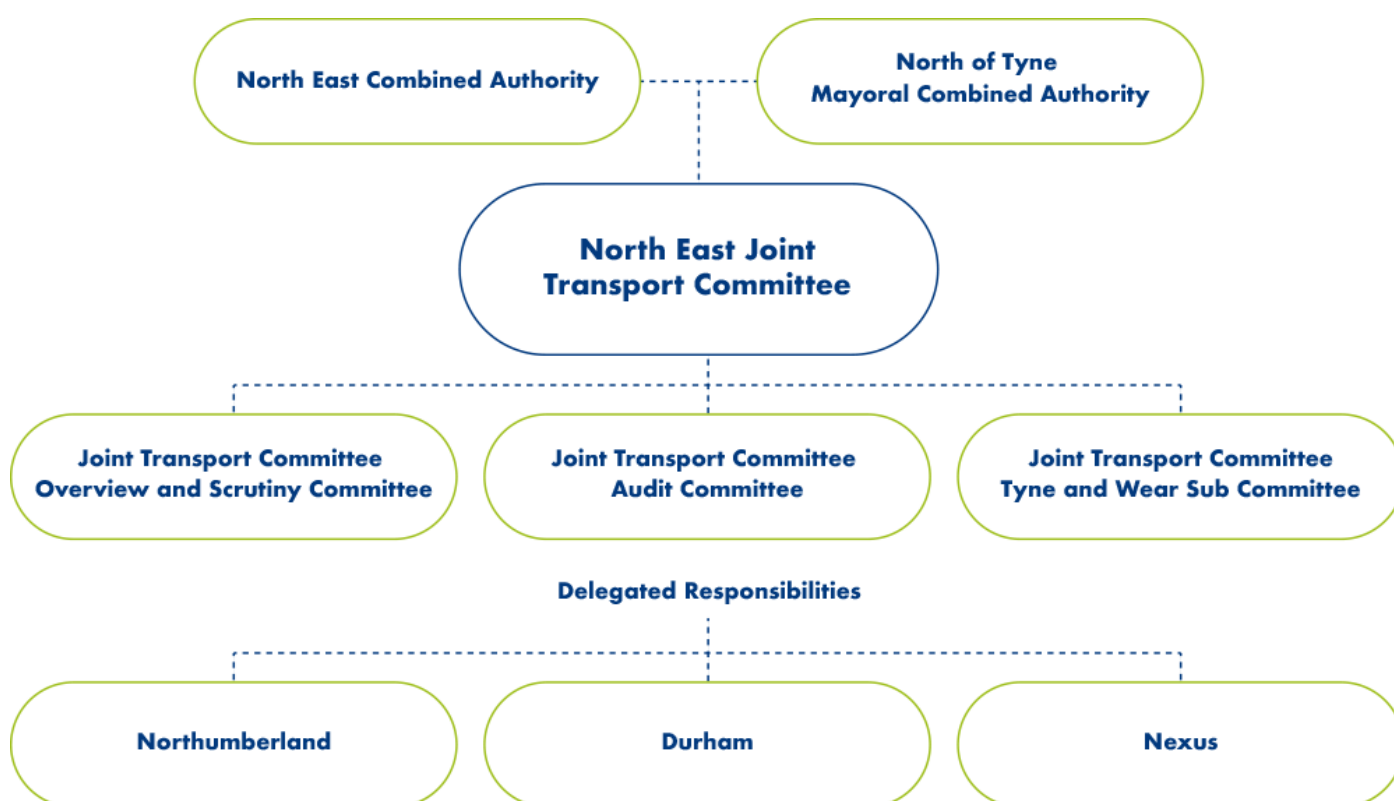 North East Combined Authority
North of Tyne
Mayoral Combined Authority
North East Joint
Transport Committee
Joint Transport Committee
Overview and Scrutiny Committee
Joint Transport Committee
Audit Committee
Joint Transport Committee
Tyne and Wear Sub Committee
Delegated Responsibilities
Northumberland
Durham
Nexus